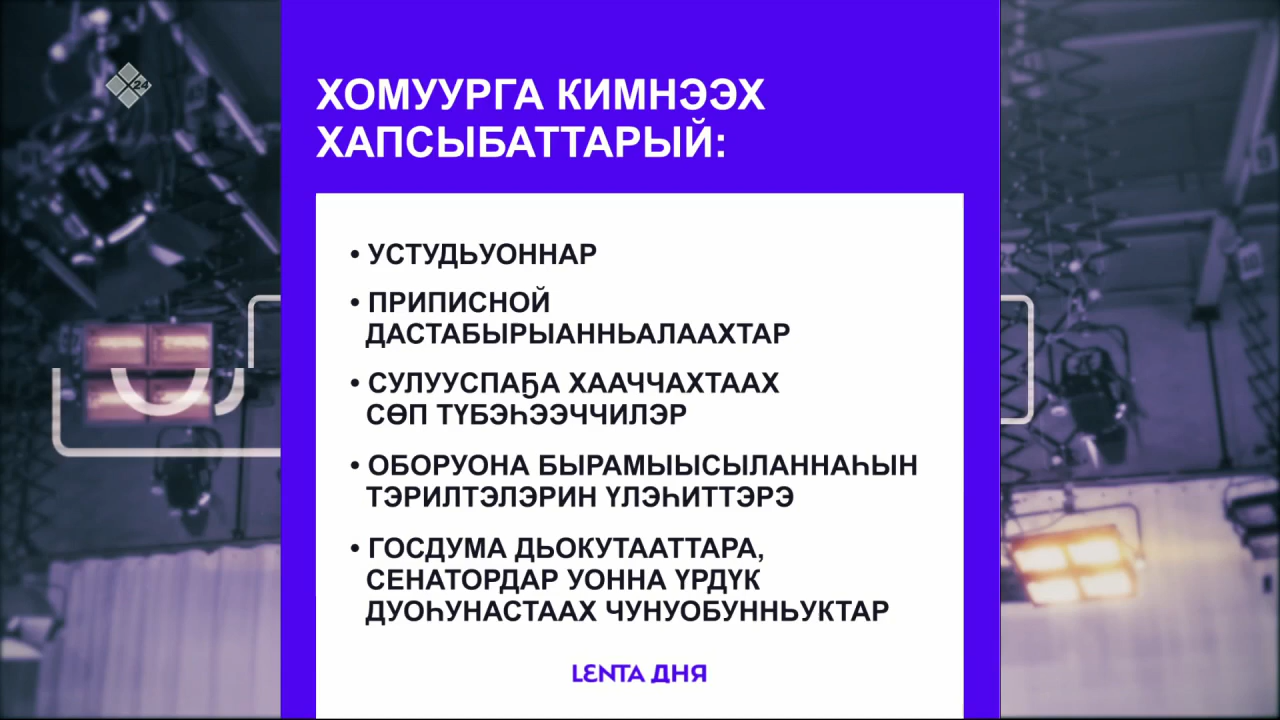 Х24
ХОМУУРГА КИМНЭЭХ
ХАПСЫБАТТАРЫЙ:
• УСТУДЬУОННАР
• ПРИПИСНОЙ
ДАСТАБЫРЫАННЬАЛААХТАР
• СУЛУУСПАҔА ХААЧЧАХТААХ
СӨП ТҮБЭҺЭЭЧЧИЛЭР
• ОБОРУОНА БЫРАМЫЫСЫЛАННАҺЫН
ТЭРИЛТЭЛЭРИН ҮЛЭҺИТТЭРЭ
• ГОСДУМА ДЬОКУТААТТАРА,
СЕНАТОРДАР УОННА ҮРДҮК
ДУОҺУНАСТААХ ЧУНУОБУННЬУКТАР
LENTA ДНЯ